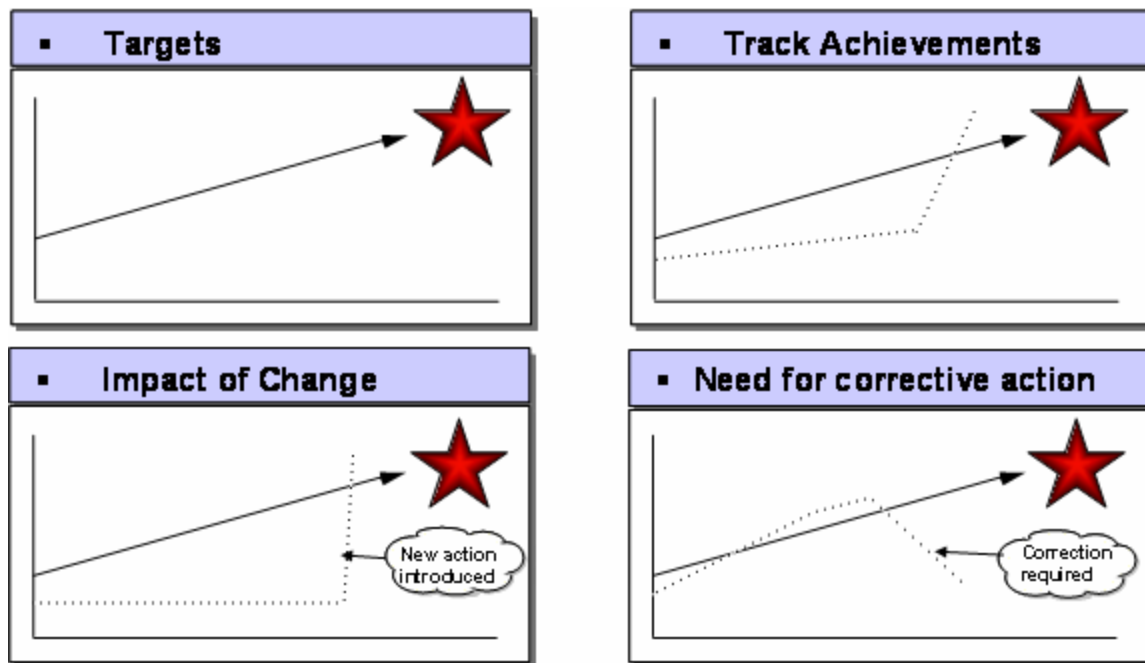 ▪ Targets
▪ Track Achievements
▪ Impact of Change
New action
introduced
▪ Need for corrective action
Correction
required